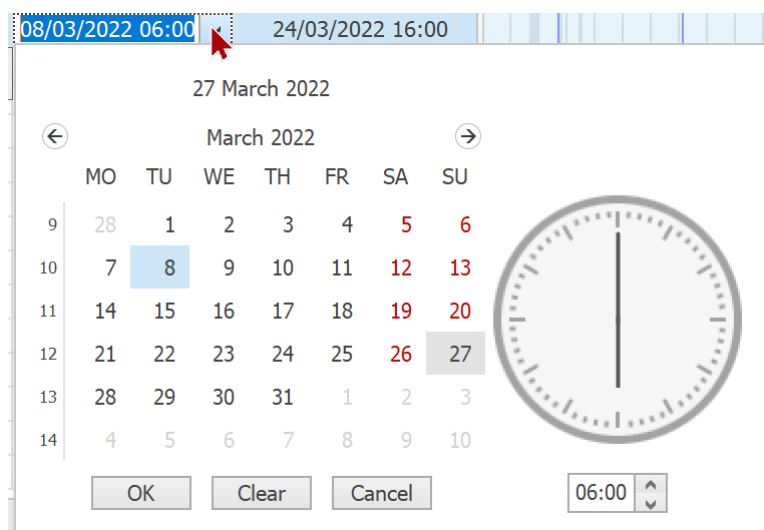 08/03/2022 06:00 24/03/2022 16:00
27 March 2022
March 2022
MO TU WE TH FR SA SU
9 28 1 2 3 4 5 6
10 7 8 9 10 11 12 13
11 14 15 16 17 18 19 20
12 21 22 23 24 25 26 27
13 28 29 30 31 1 2 3
14 4 5 6 7 8 9 10
OK Clear Cancel 06:00